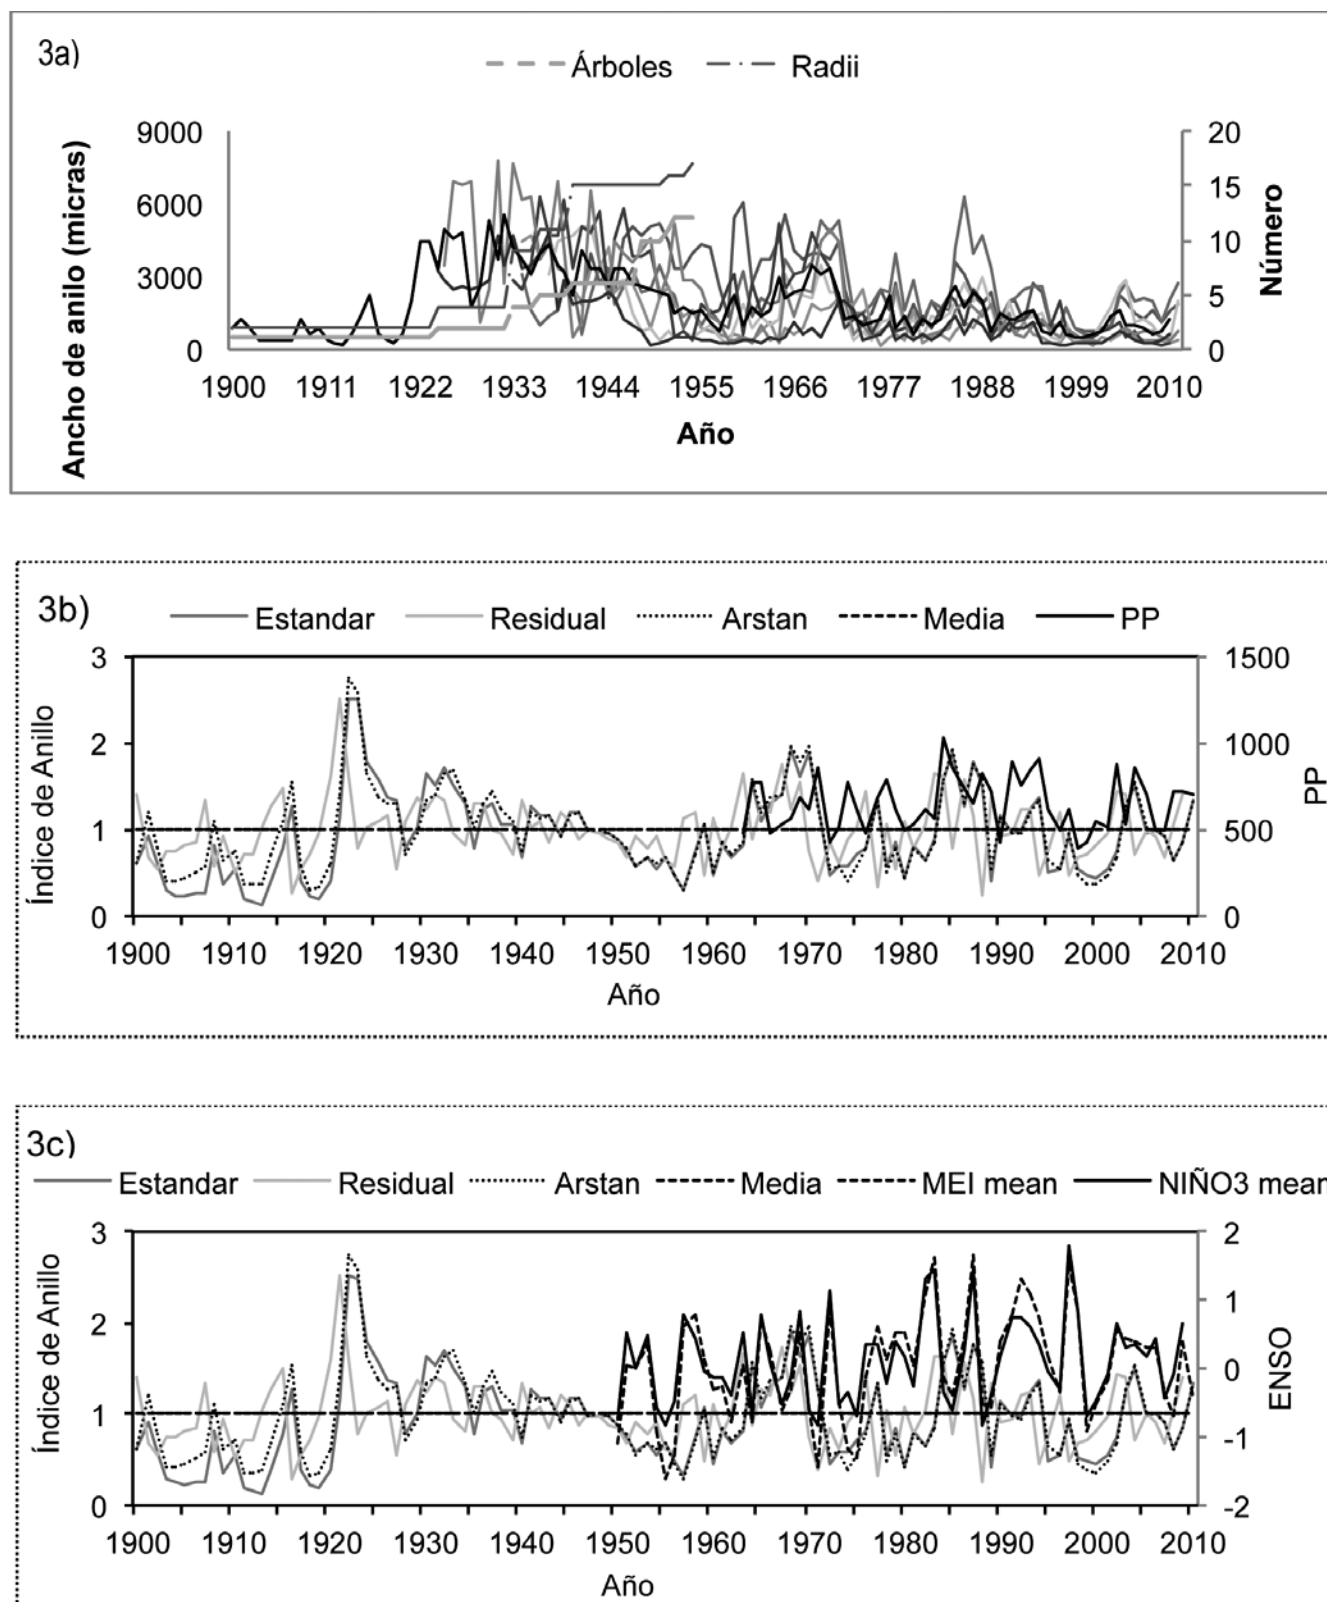 3a)
Árboles Radii
9000 20
6000 15
3000 10
0 5
0
Ancho de anilo (micras)
Número
1900 1911 1922 1933 1944 1955 1966 1977 1988 1999 2010
Año
3b)
Estandar Residual Arstan Media PP
3 1500
2 1000
1 500
0 0
Índice de Anillo
PP
1900 1910 1920 1930 1940 1950 1960 1970 1980 1990 2000 2010
Año
3c)
Estandar Residual Arstan Media MEI mean NIÑO3 mean
3 2
2 1
1 0
0 -1
-2
Índice de Anillo
ENSO
1900 1910 1920 1930 1940 1950 1960 1970 1980 1990 2000 2010
Año